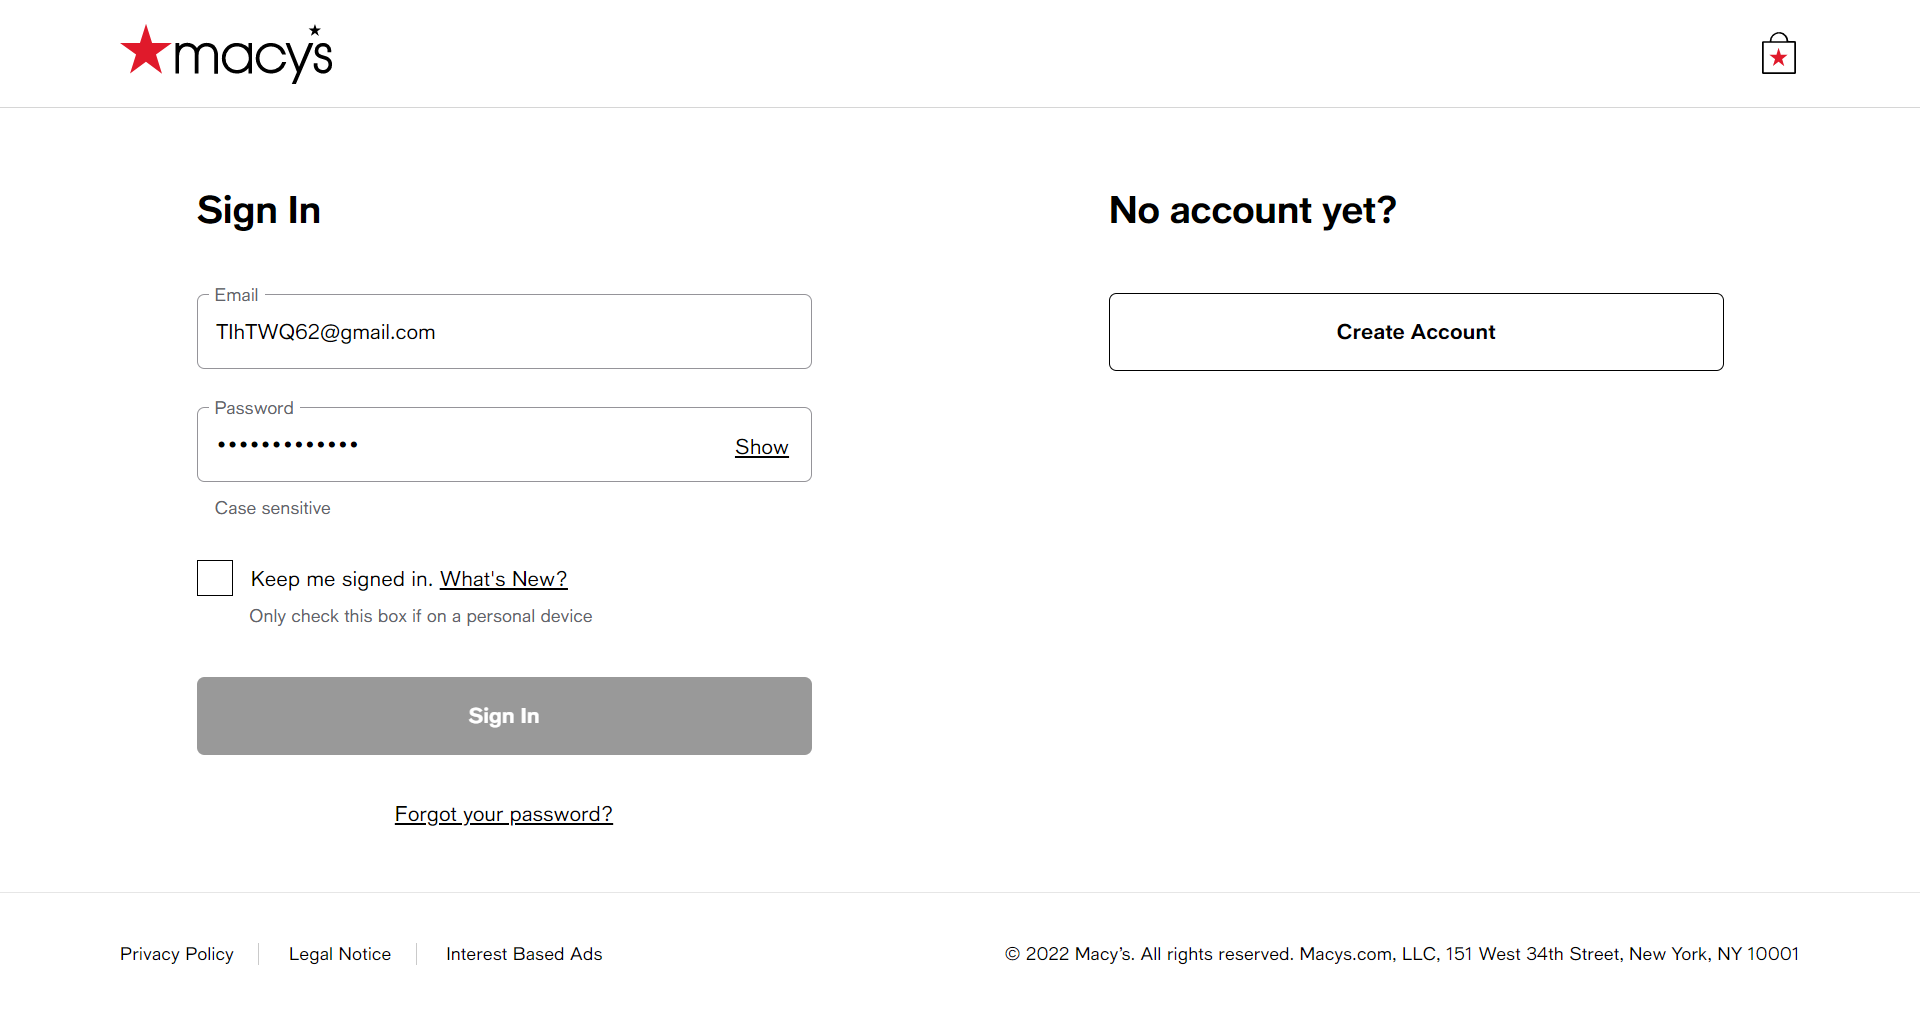 macy's
Sign In
No account yet?
Email
TlhTWQ62@gmail.com
Create Account
Password
•••••••••••••
Show
Case sensitive
Keep me signed in. What's New?
Only check this box if on a personal device
Sign In
Forgot your password?
Privacy Policy
Legal Notice
Interest Based Ads
© 2022 Macy’s. All rights reserved. Macys.com, LLC, 151 West 34th Street, New York, NY 10001